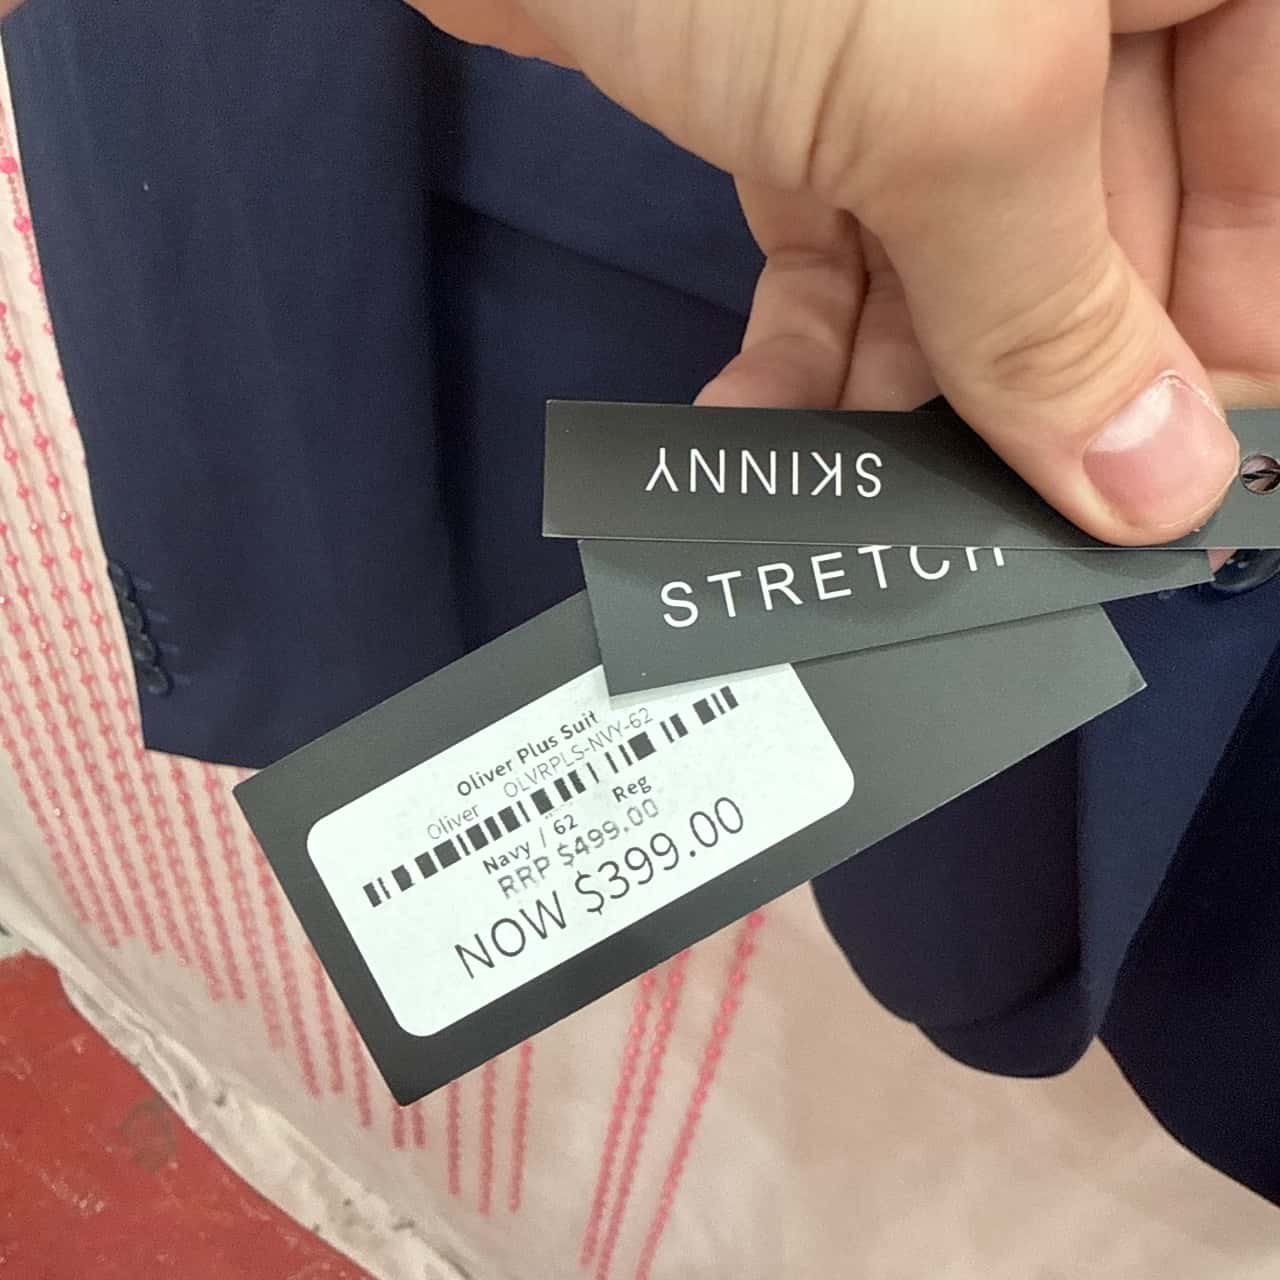 SKINNY
STRETCH
Oliver Plus Suit
Oliver OLVRPLS-NVY-62
Navy / 62 Reg
RRP $499.00
NOW $399.00